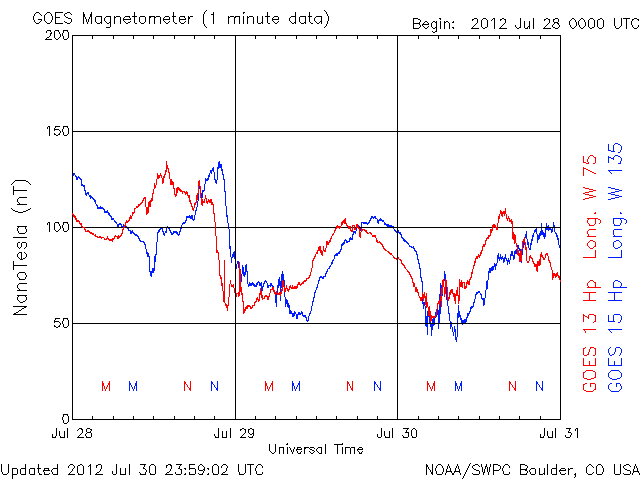 GOES Magnetometer (1 minute data)
Begin: 2012 Jul 28 0000 UTC
200
150
100
50
0
NanoTesla (nT)
GOES 13 Hp Long. W 75
GOES 15 Hp Long. W 135
M M N N M M N N M M N N
Jul 28 Jul 29 Jul 30 Jul 31
Universal Time
Updated 2012 Jul 30 23:59:02 UTC
NOAA/SWPC Boulder, CO USA